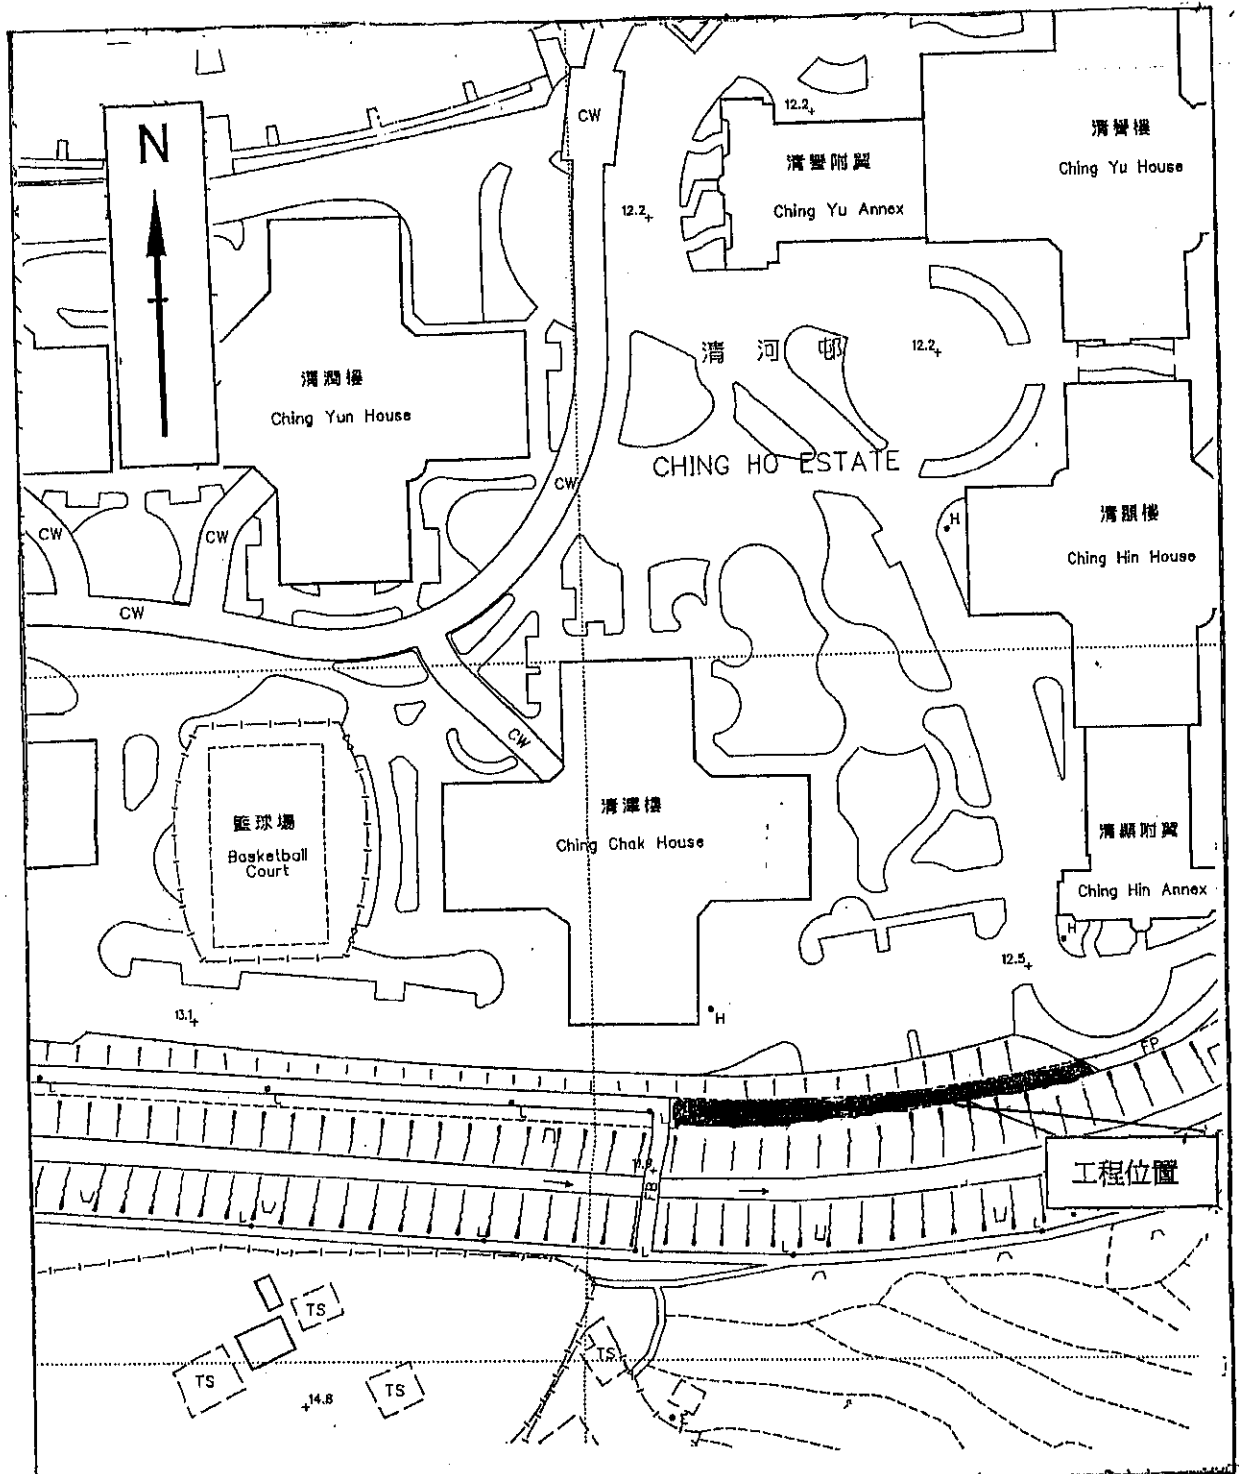 N
CW
12.2
清譽樓
Ching Yu House
清譽附翼
Ching Yu Annex
12.2
清河邨
12.2
CHING HO ESTATE
清潤樓
Ching Yun House
CW
CW
CW
CW
H
清顯樓
Ching Hin House
CW
清澤樓
Ching Chak House
籃球場
Basketball
Court
清顯附翼
Ching Hin Annex
H
12.5
13.1
H
FP
L
L
L
L
11.8
FB
工程位置
L
L
L
L
L
TS
TS
TS
TS
14.8